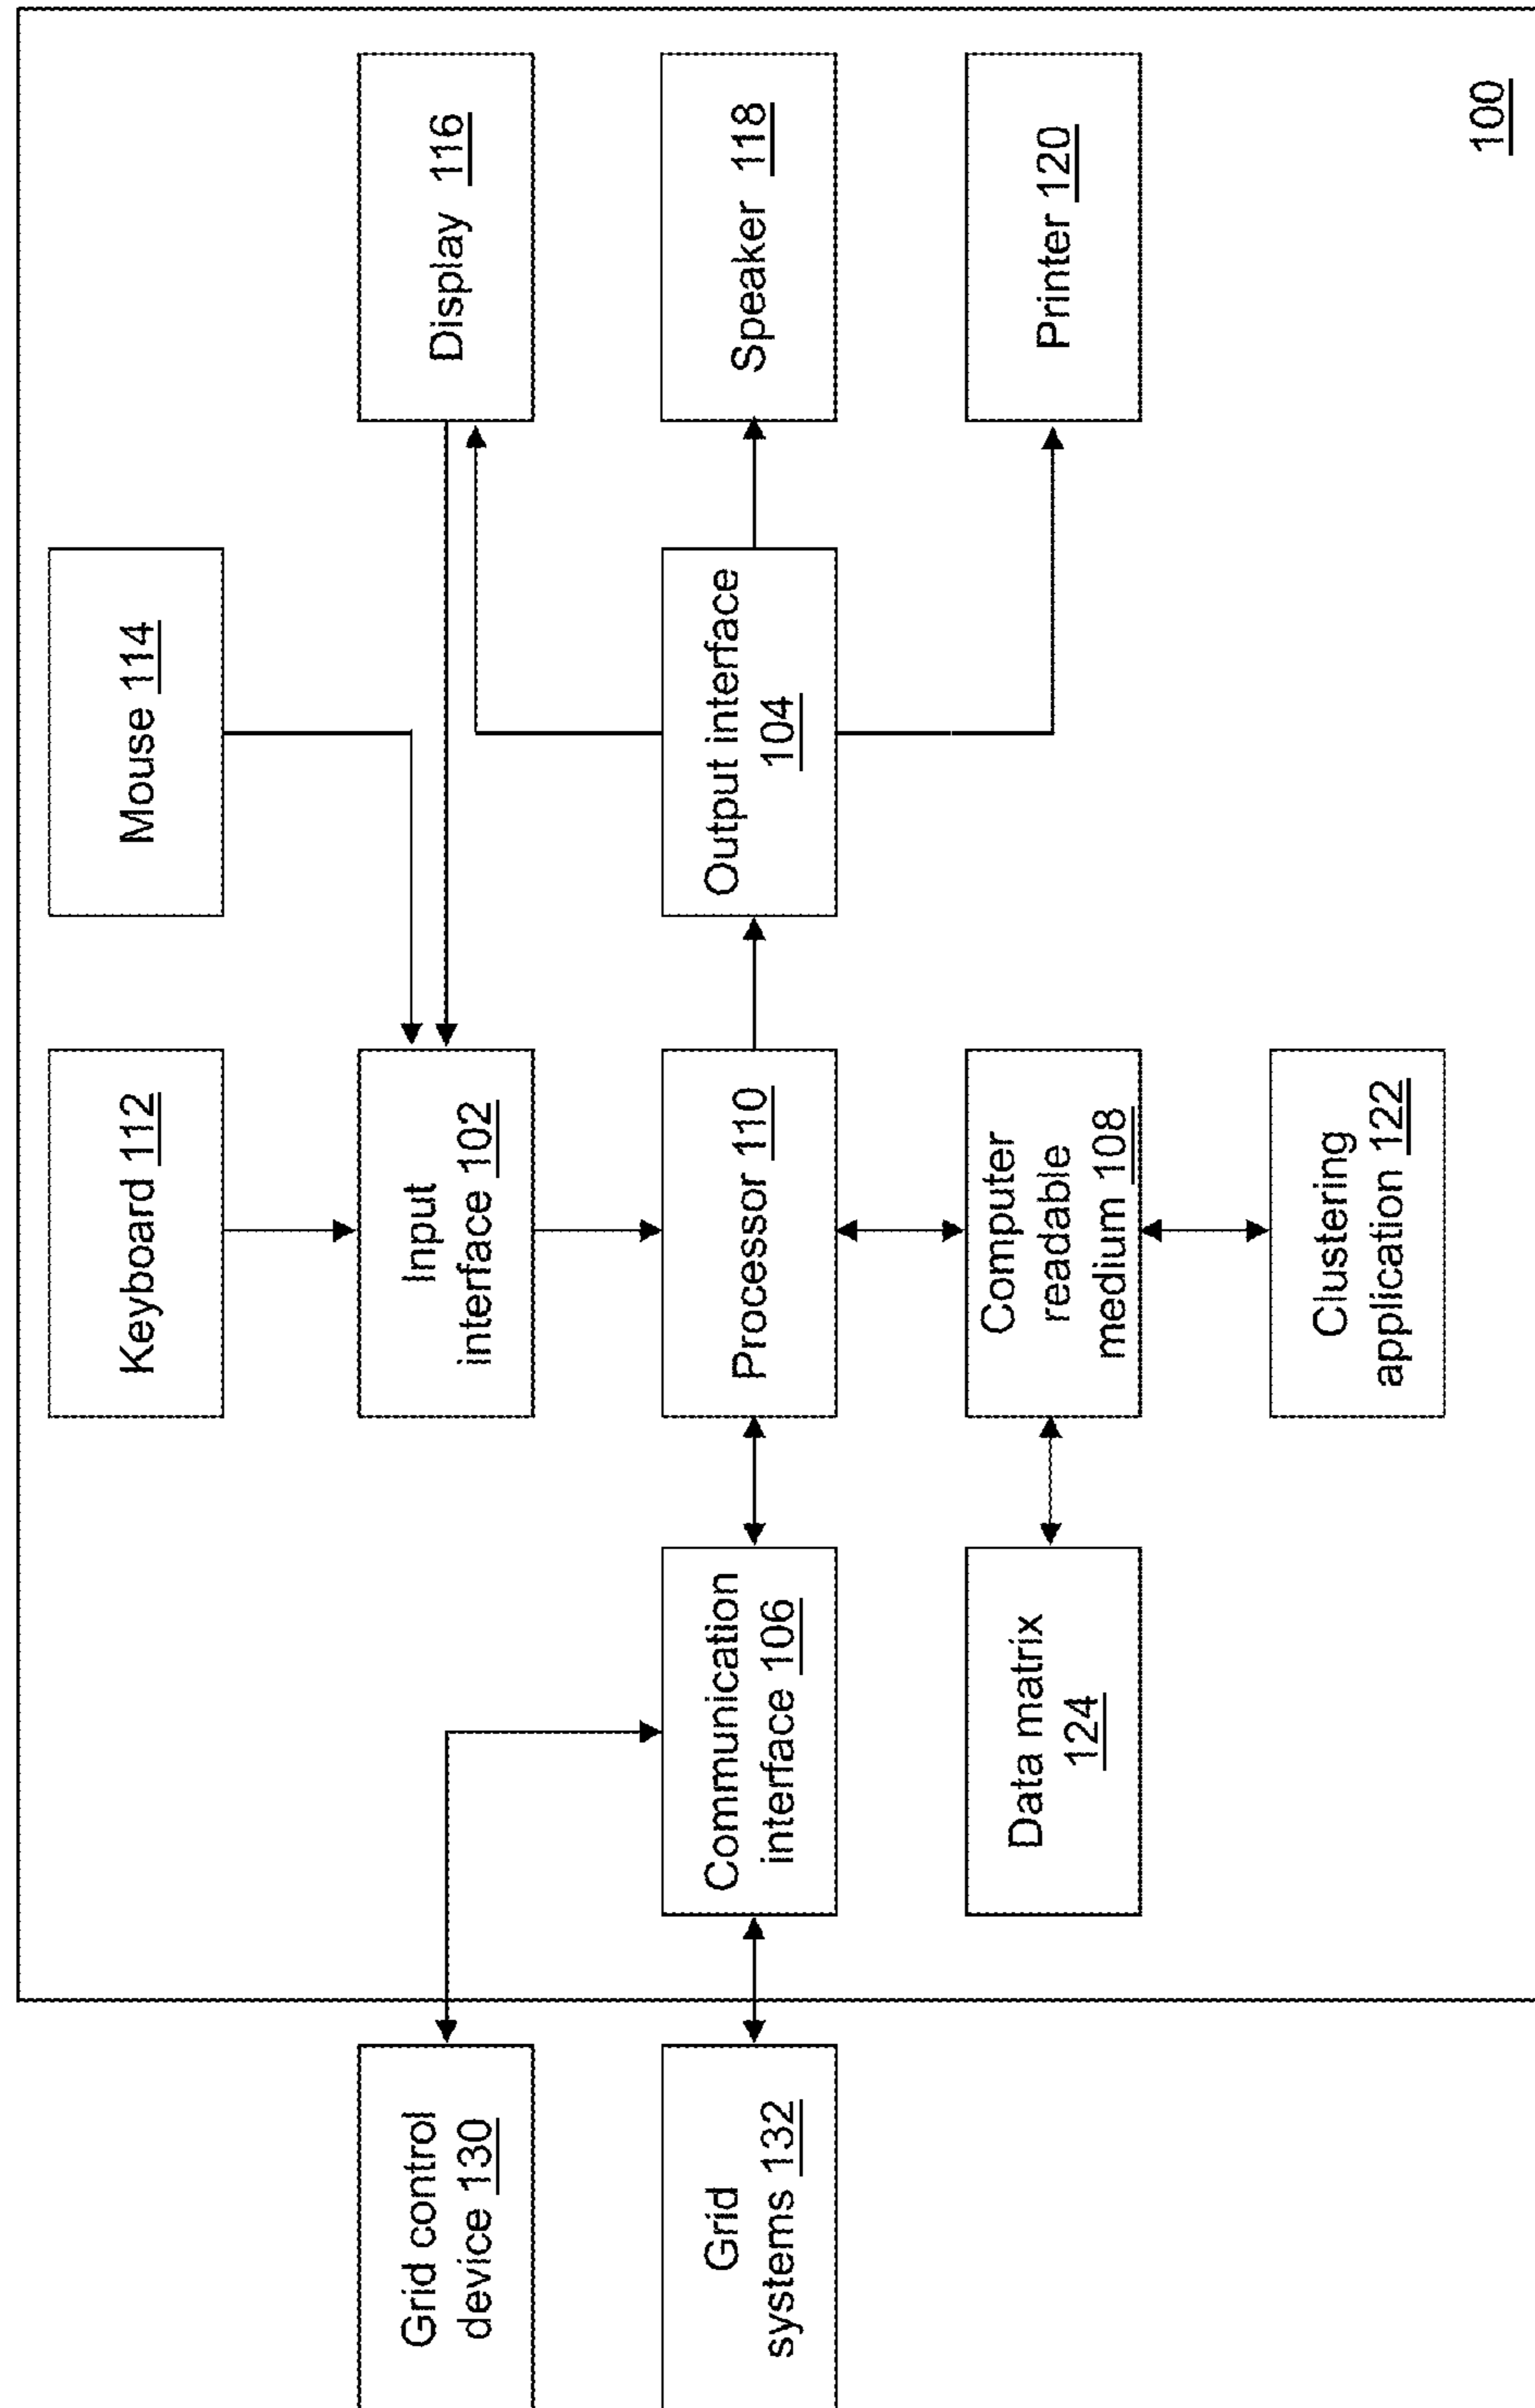 Keyboard 112
Mouse 114
Grid control
device 130
Input
interface 102
Display 116
Grid
systems 132
Communication
interface 106
Processor 110
Output interface
104
Speaker 118
Data matrix
124
Computer
readable
medium 108
Printer 120
Clustering
application 122
100